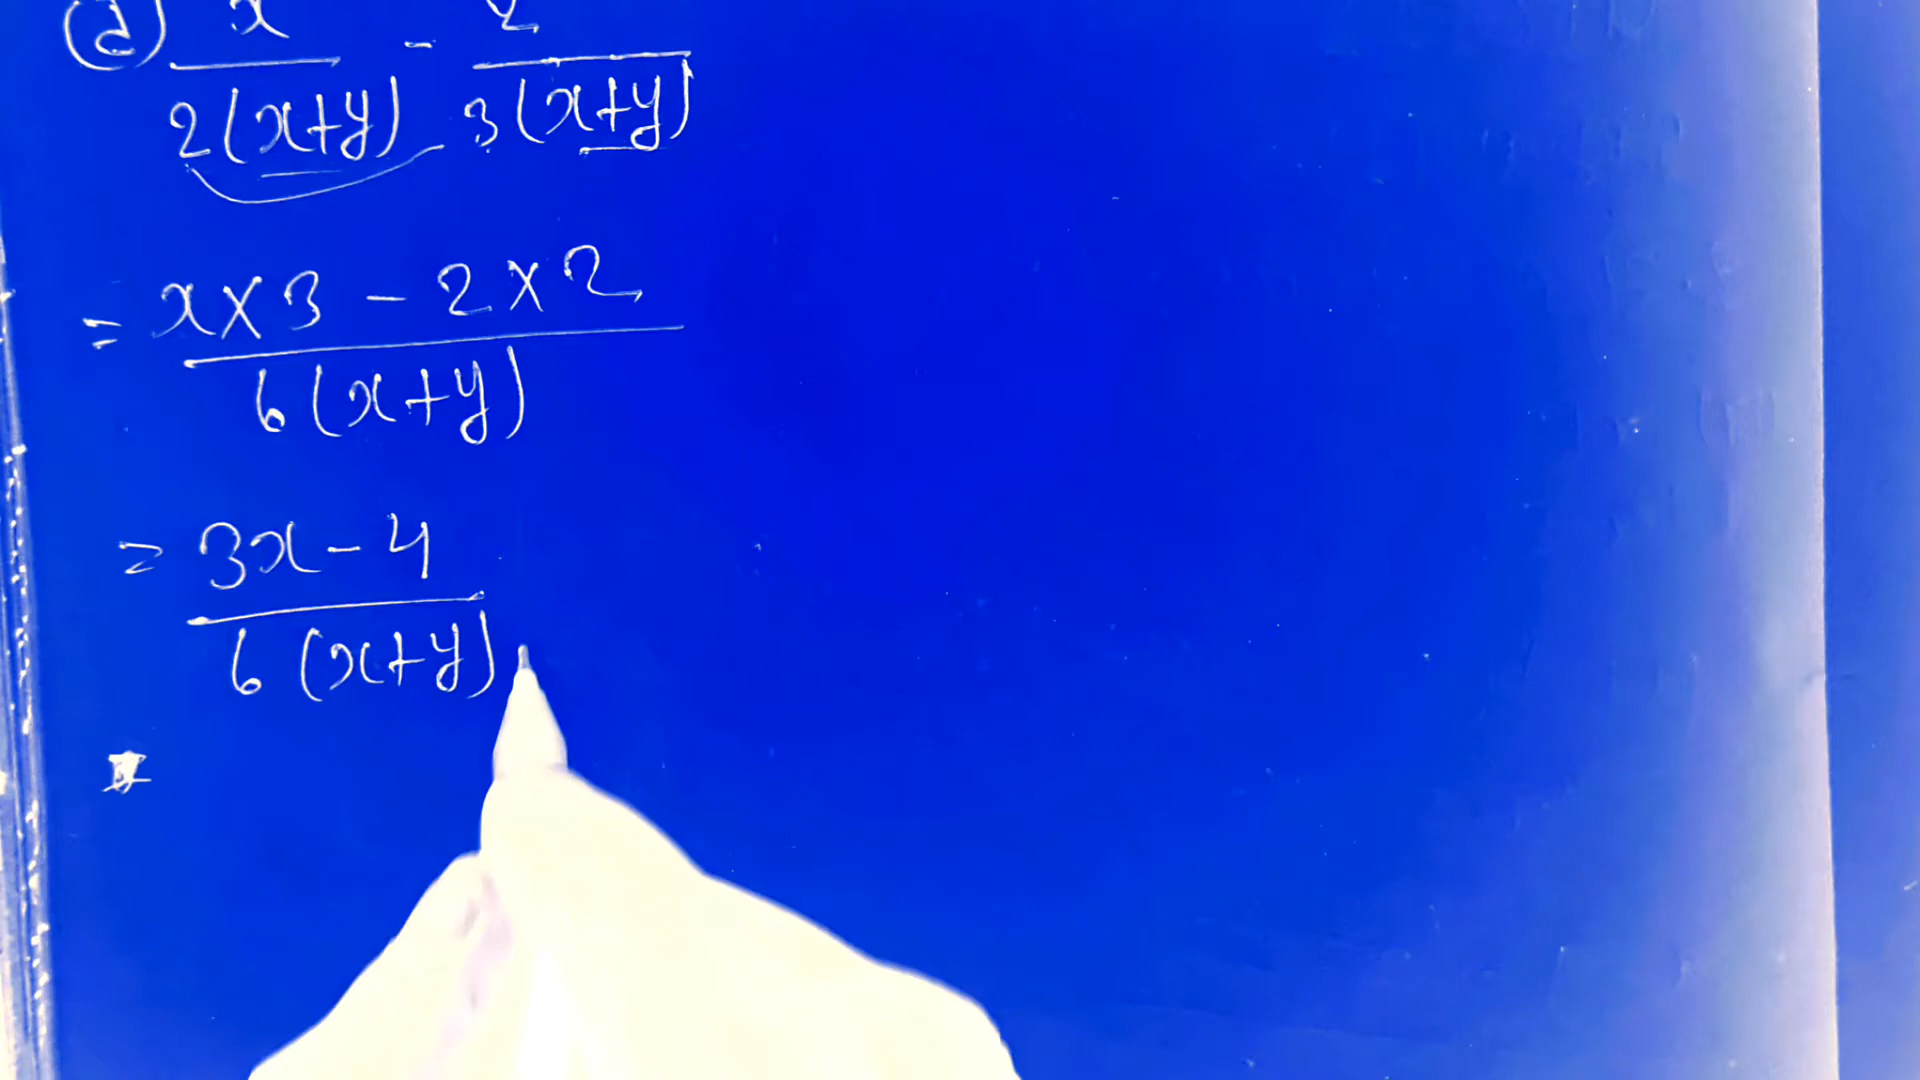 (d) x/2(x+y) - 2/3(x+y)
= x×3 - 2×2/6(x+y)
= 3x-4/6(x+y)